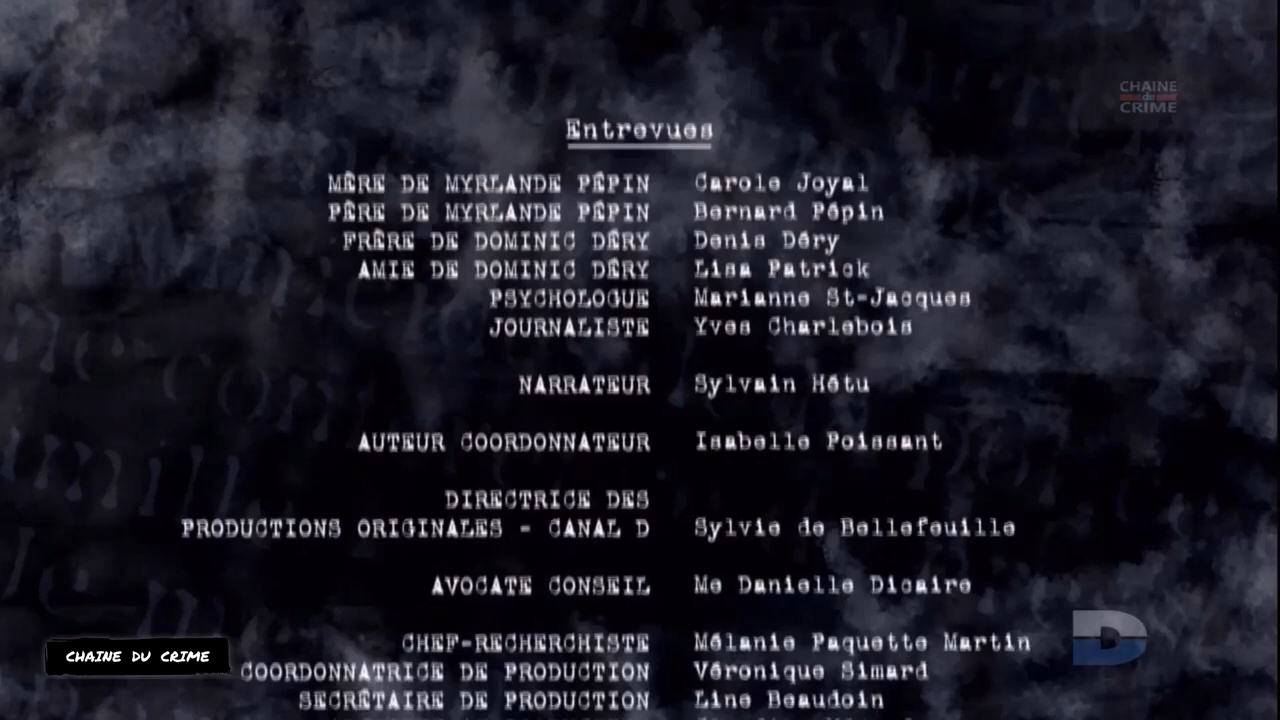 CHAINE
du
CRIME
Entrevues
MÈRE DE MYRLANDE PÉPIN Carole Joyal
PÈRE DE MYRLANDE PÉPIN Bernard Pépin
FRÈRE DE DOMINIC DÉRY Denis Déry
AMIE DE DOMINIC DÉRY Lisa Patrick
PSYCHOLOGUE Marianne St-Jacques
JOURNALISTE Yves Charlebois
NARRATEUR Sylvain Hétu
AUTEUR COORDONNATEUR Isabelle Poissant
DIRECTRICE DES
PRODUCTIONS ORIGINALES - CANAL D Sylvie de Bellefeuille
AVOCATE CONSEIL Me Danielle Dicaire
CHEF-RECHERCHISTE Mélanie Paquette Martin
COORDONNATRICE DE PRODUCTION Véronique Simard
SECRÉTAIRE DE PRODUCTION Line Beaudoin
D
CHAINE DU CRIME